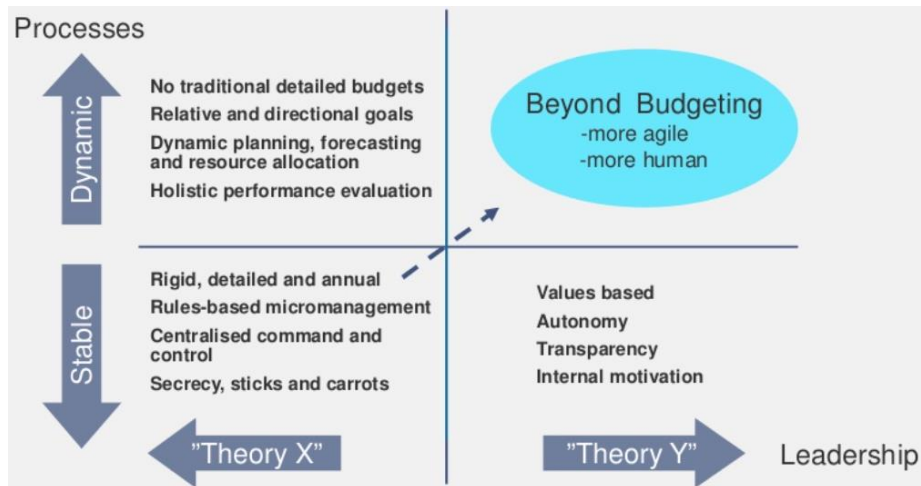 Processes
Dynamic
No traditional detailed budgets
Relative and directional goals
Dynamic planning, forecasting
and resource allocation
Holistic performance evaluation
Beyond Budgeting
-more agile
-more human
Stable
Rigid, detailed and annual
Rules-based micromanagement
Centralised command and
control
Secrecy, sticks and carrots
Values based
Autonomy
Transparency
Internal motivation
”Theory X”
”Theory Y”
Leadership